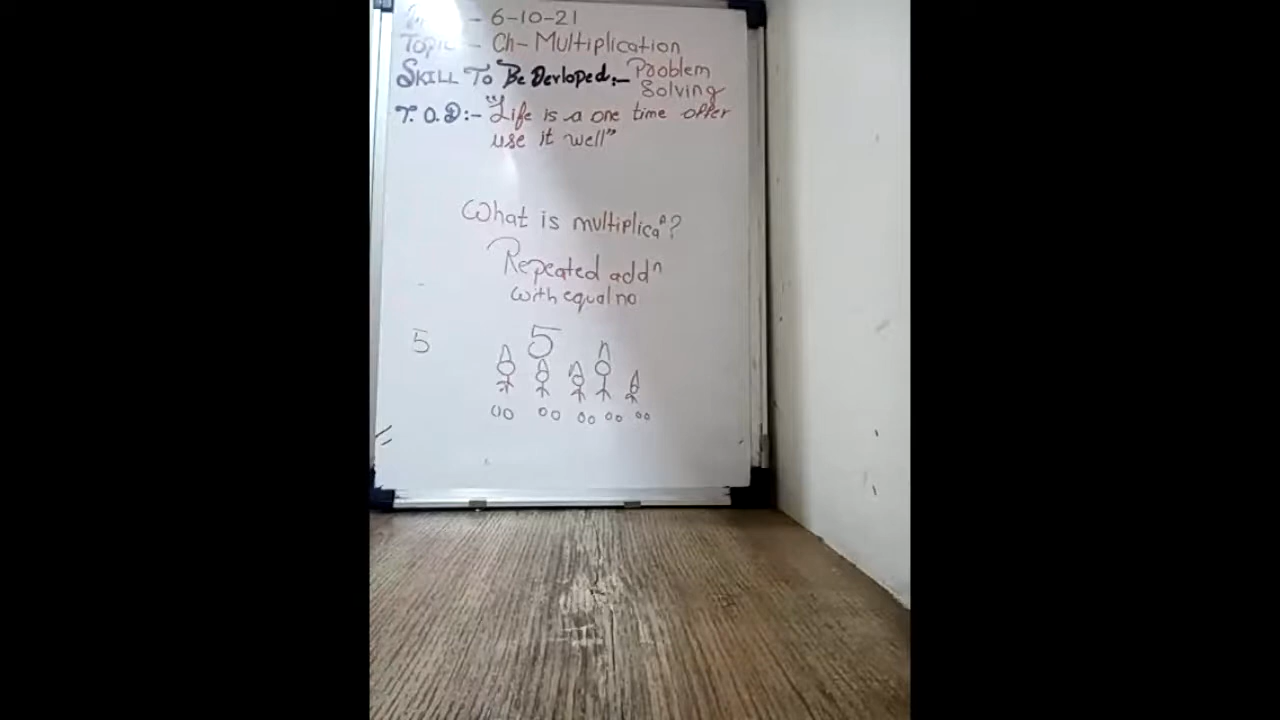 - 6-10-21
Topic - Ch- Multiplication
SKILL To Be Devloped:- Problem
Solving
T.O.D:- "Life is a one time offer
use it well"
What is multiplicaⁿ?
Repeated addⁿ
with equal no
5 5